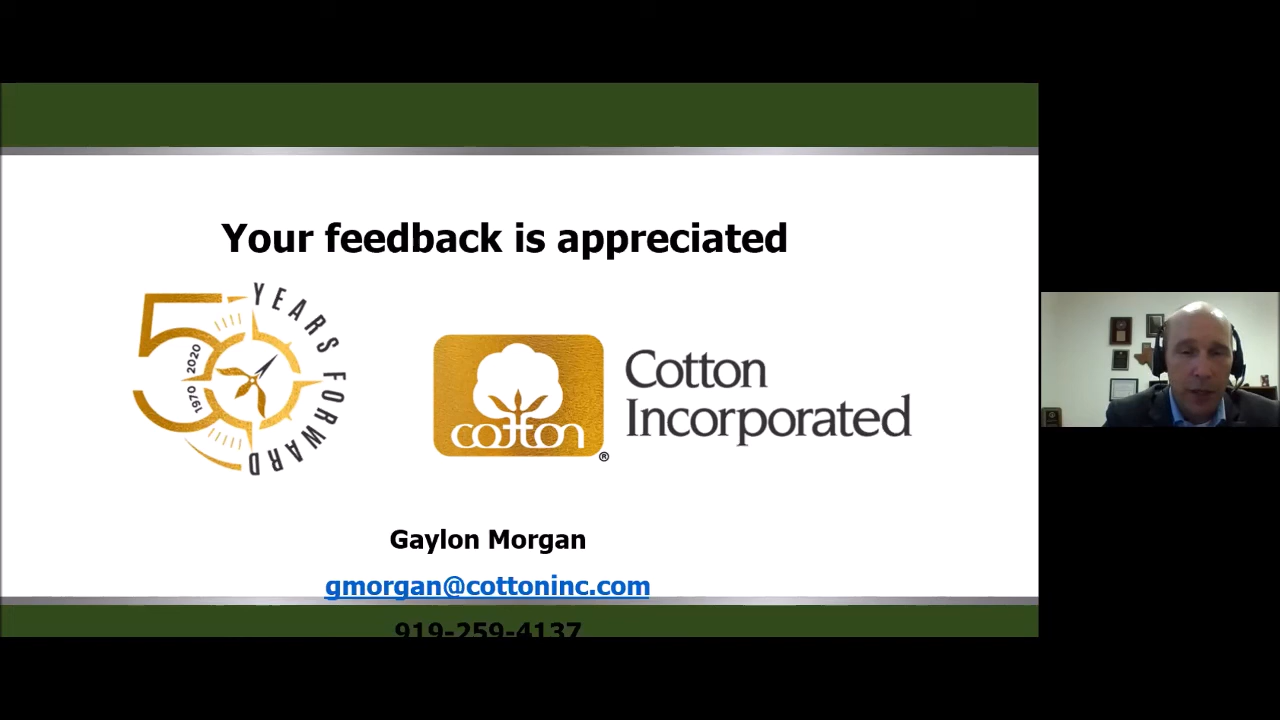 Your feedback is appreciated
50
YEARS FORWARD
1970 2020
cotton
®
Cotton
Incorporated
Gaylon Morgan
gmorgan@cottoninc.com
919-259-4137